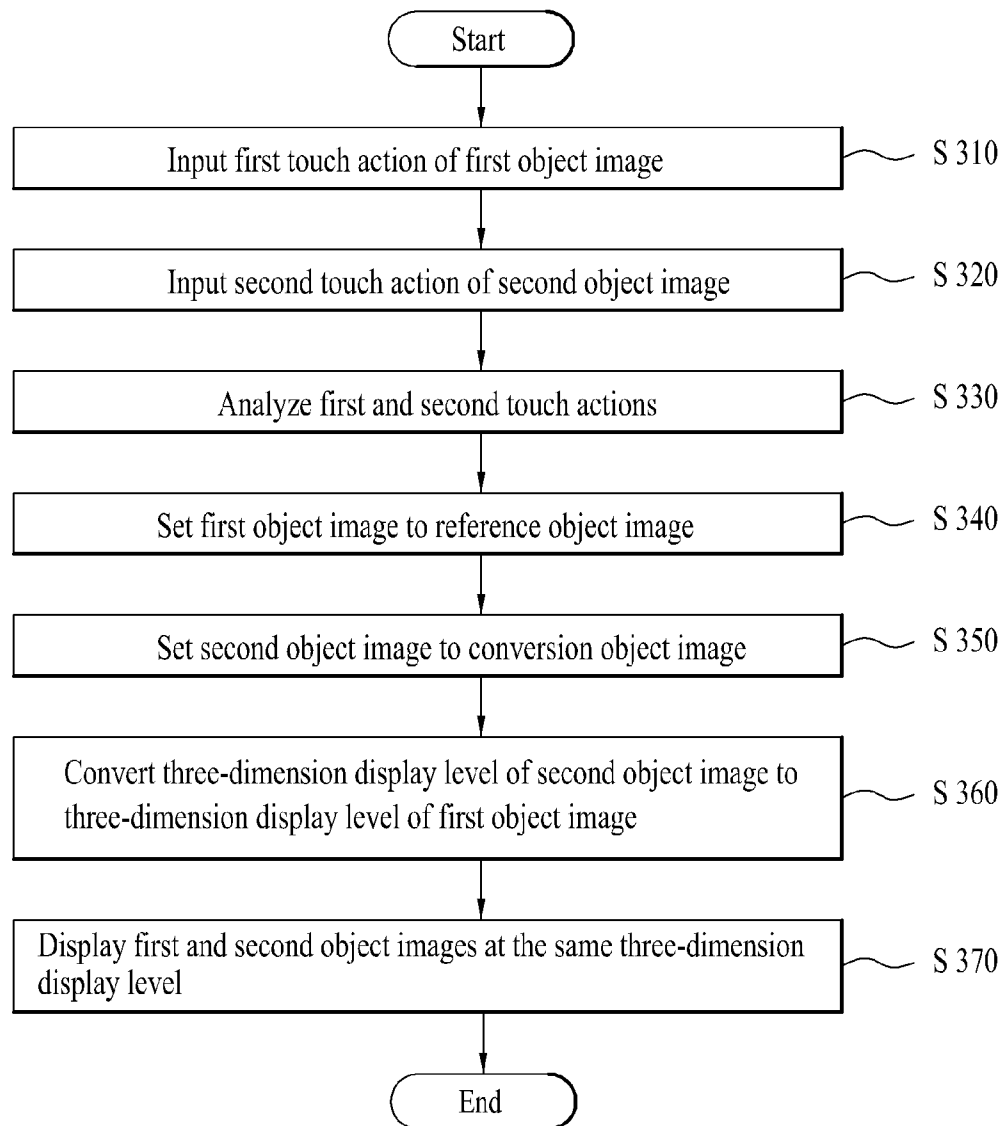 Start
Input first touch action of first object image
S 310
Input second touch action of second object image
S 320
Analyze first and second touch actions
S 330
Set first object image to reference object image
S 340
Set second object image to conversion object image
S 350
Convert three-dimension display level of second object image to
three-dimension display level of first object image
S 360
Display first and second object images at the same three-dimension
display level
S 370
End